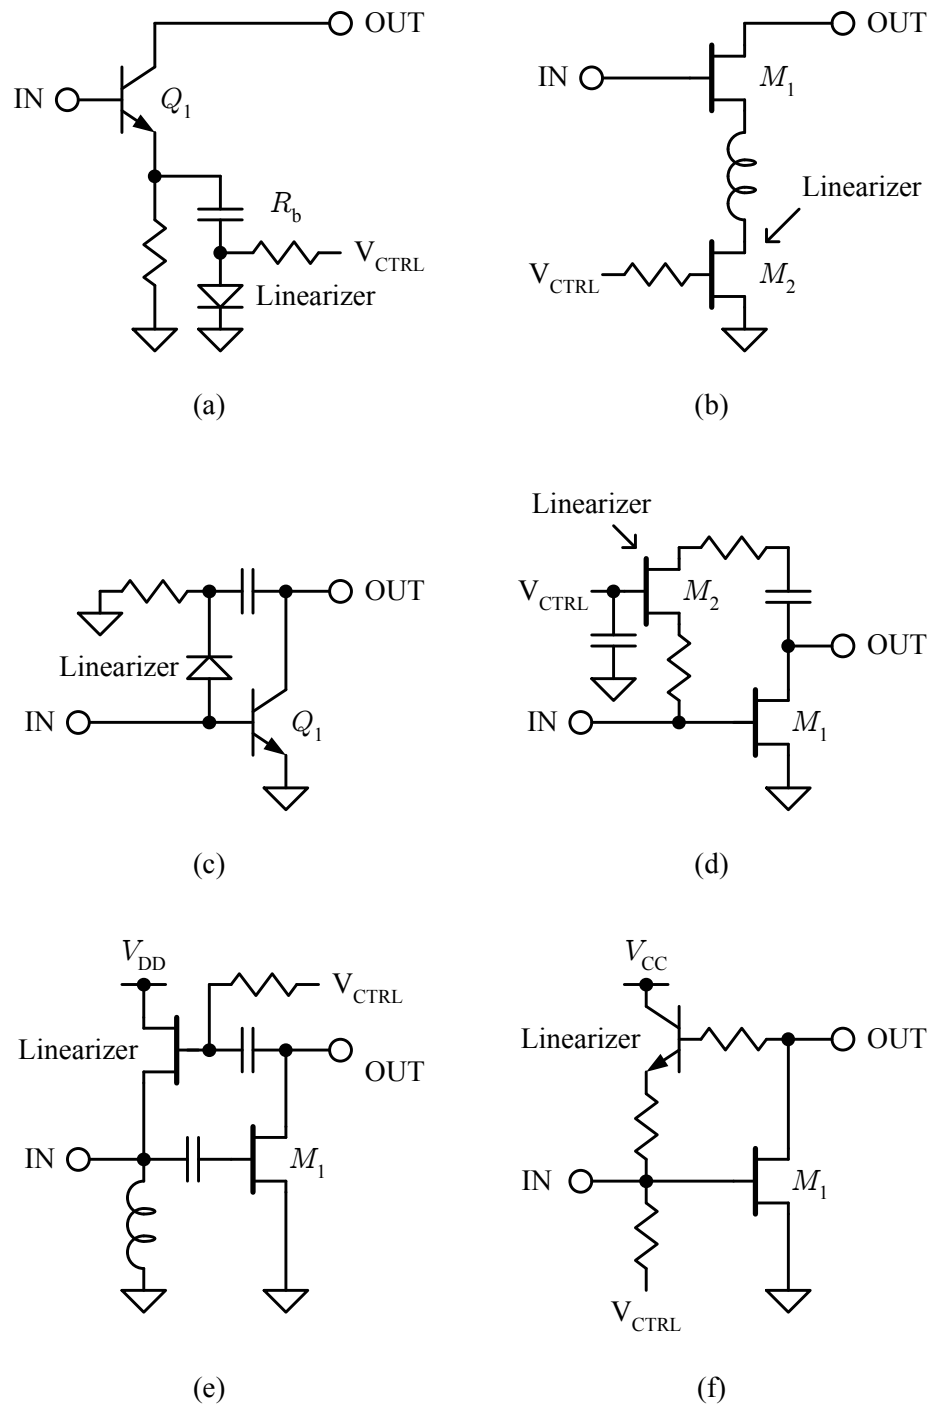 OUT
IN
Q1
Rb
VCTRL
Linearizer
(a)
OUT
IN
M1
Linearizer
VCTRL
M2
(b)
OUT
Linearizer
IN
Q1
(c)
Linearizer
VCTRL
M2
OUT
IN
M1
(d)
VDD
VCTRL
Linearizer
OUT
IN
M1
(e)
VCC
Linearizer
OUT
IN
M1
VCTRL
(f)